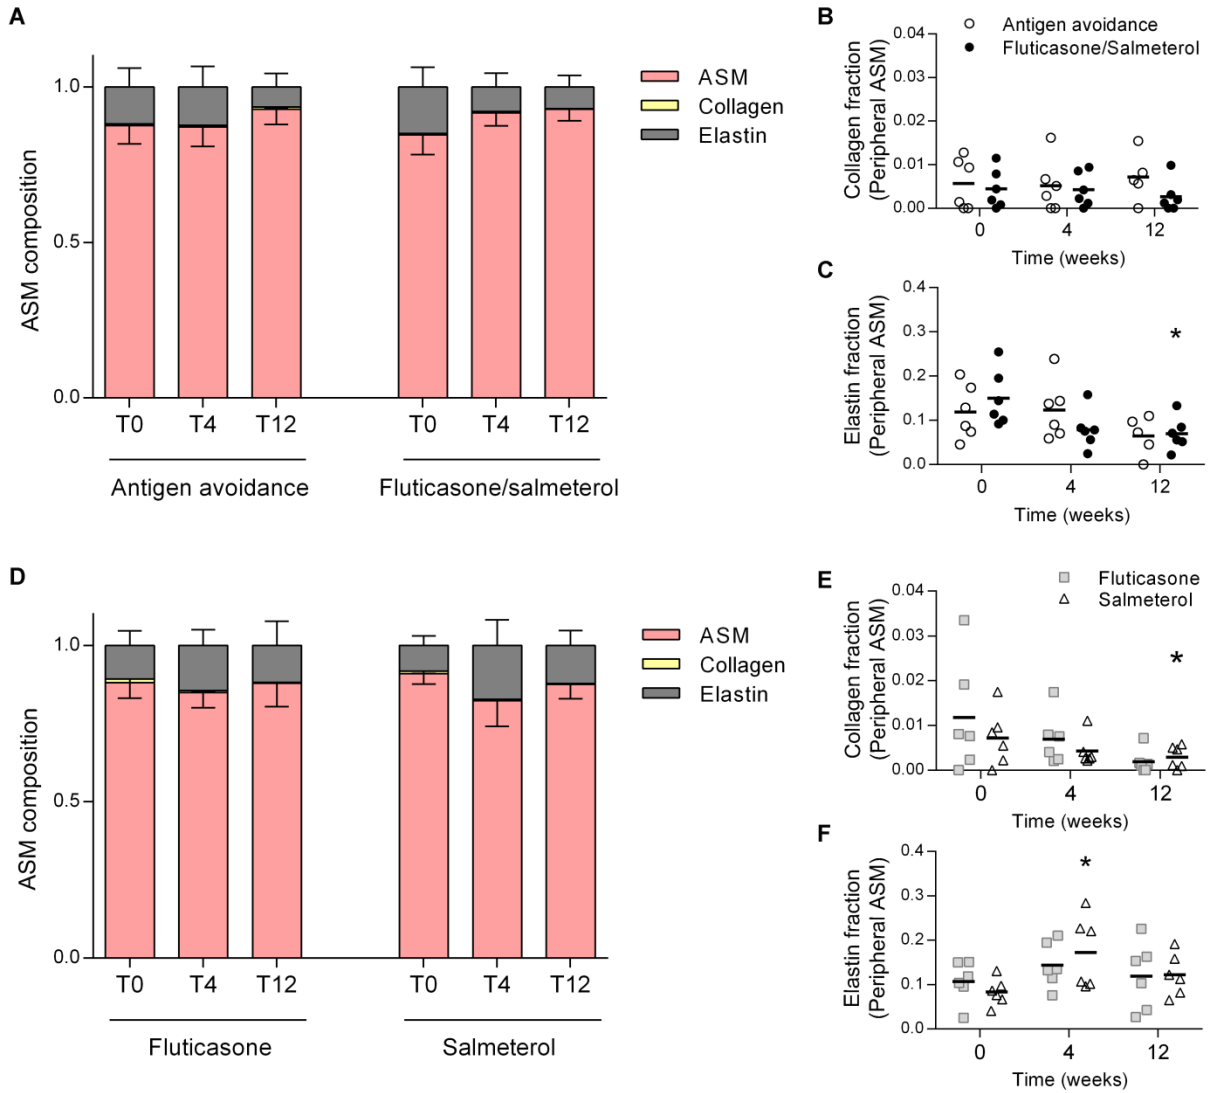 A
ASM composition
1.0
0.5
0.0
T0 T4 T12 T0 T4 T12
Antigen avoidance Fluticasone/salmeterol
ASM
Collagen
Elastin
B
Antigen avoidance
Fluticasone/Salmeterol
Collagen fraction
(Peripheral ASM)
0.04
0.03
0.02
0.01
0.00
0 4 12
Time (weeks)
C
Elastin fraction
(Peripheral ASM)
0.4
0.3
0.2
0.1
0.0
*
0 4 12
Time (weeks)
D
ASM composition
1.0
0.5
0.0
T0 T4 T12 T0 T4 T12
Fluticasone Salmeterol
ASM
Collagen
Elastin
E
Fluticasone
Salmeterol
Collagen fraction
(Peripheral ASM)
0.04
0.03
0.02
0.01
0.00
*
0 4 12
Time (weeks)
F
Elastin fraction
(Peripheral ASM)
0.4
0.3
0.2
0.1
0.0
*
0 4 12
Time (weeks)